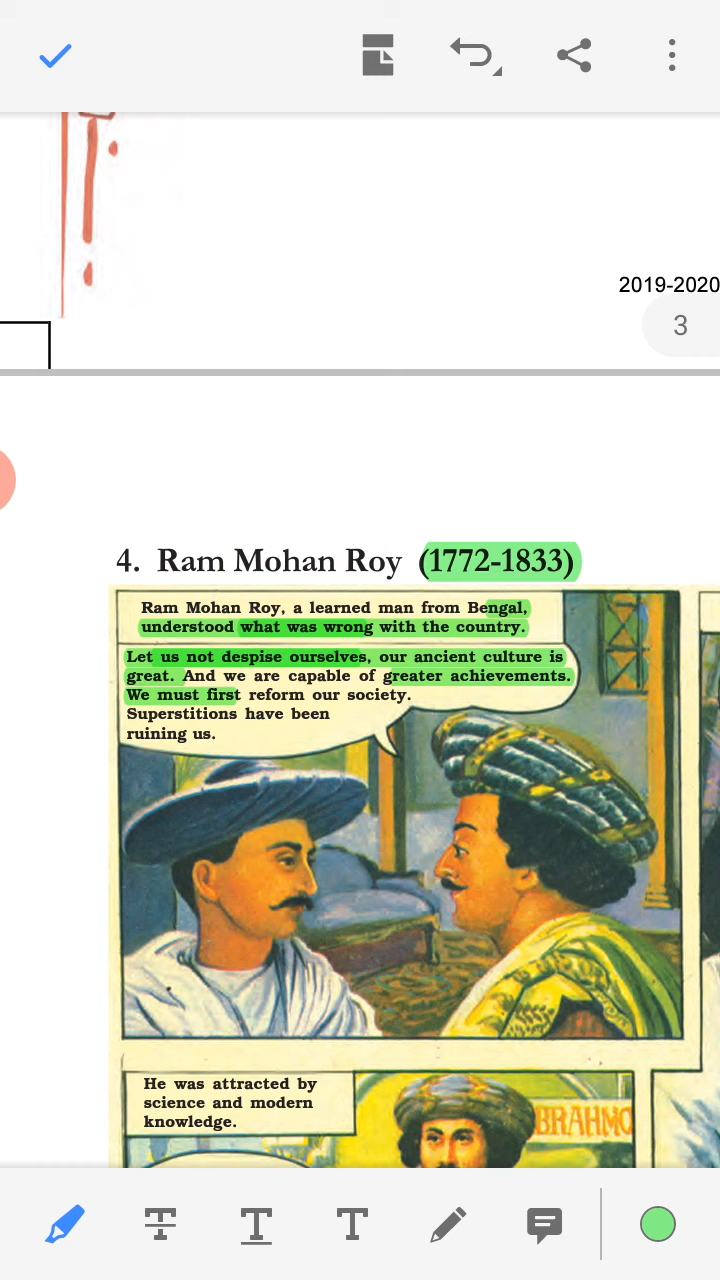 2019-2020
3
4. Ram Mohan Roy (1772-1833)
Ram Mohan Roy, a learned man from Bengal,
understood what was wrong with the country.
Let us not despise ourselves, our ancient culture is
great. And we are capable of greater achievements.
We must first reform our society.
Superstitions have been
ruining us.
He was attracted by
science and modern
knowledge.
BRAHMO